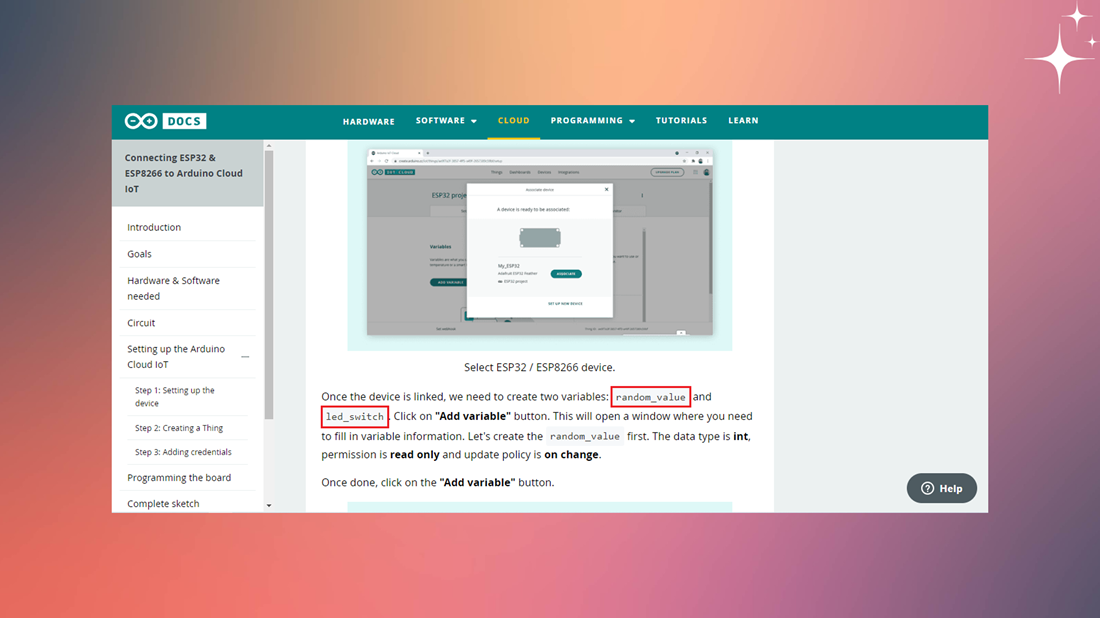 DOCS
HARDWARE
SOFTWARE
CLOUD
PROGRAMMING
TUTORIALS
LEARN
Connecting ESP32 &
ESP8266 to Arduino Cloud
IoT
Introduction
Goals
Hardware & Software
needed
Circuit
Setting up the Arduino
Cloud IoT
Step 1: Setting up the
device
Step 2: Creating a Thing
Step 3: Adding credentials
Programming the board
Complete sketch
IOT CLOUD
Things Dashboards Devices Integrations
UPGRADE PLAN
ESP32 proje
Associate device
A device is ready to be associated:
My_ESP32
Adafruit ESP32 Feather
ESP32 project
ASSOCIATE
SET UP NEW DEVICE
Variables
ADD VARIABLE
Select ESP32 / ESP8266 device.
Once the device is linked, we need to create two variables: random_value and
led_switch. Click on "Add variable" button. This will open a window where you need
to fill in variable information. Let's create the random_value first. The data type is int,
permission is read only and update policy is on change.
Once done, click on the "Add variable" button.
Help